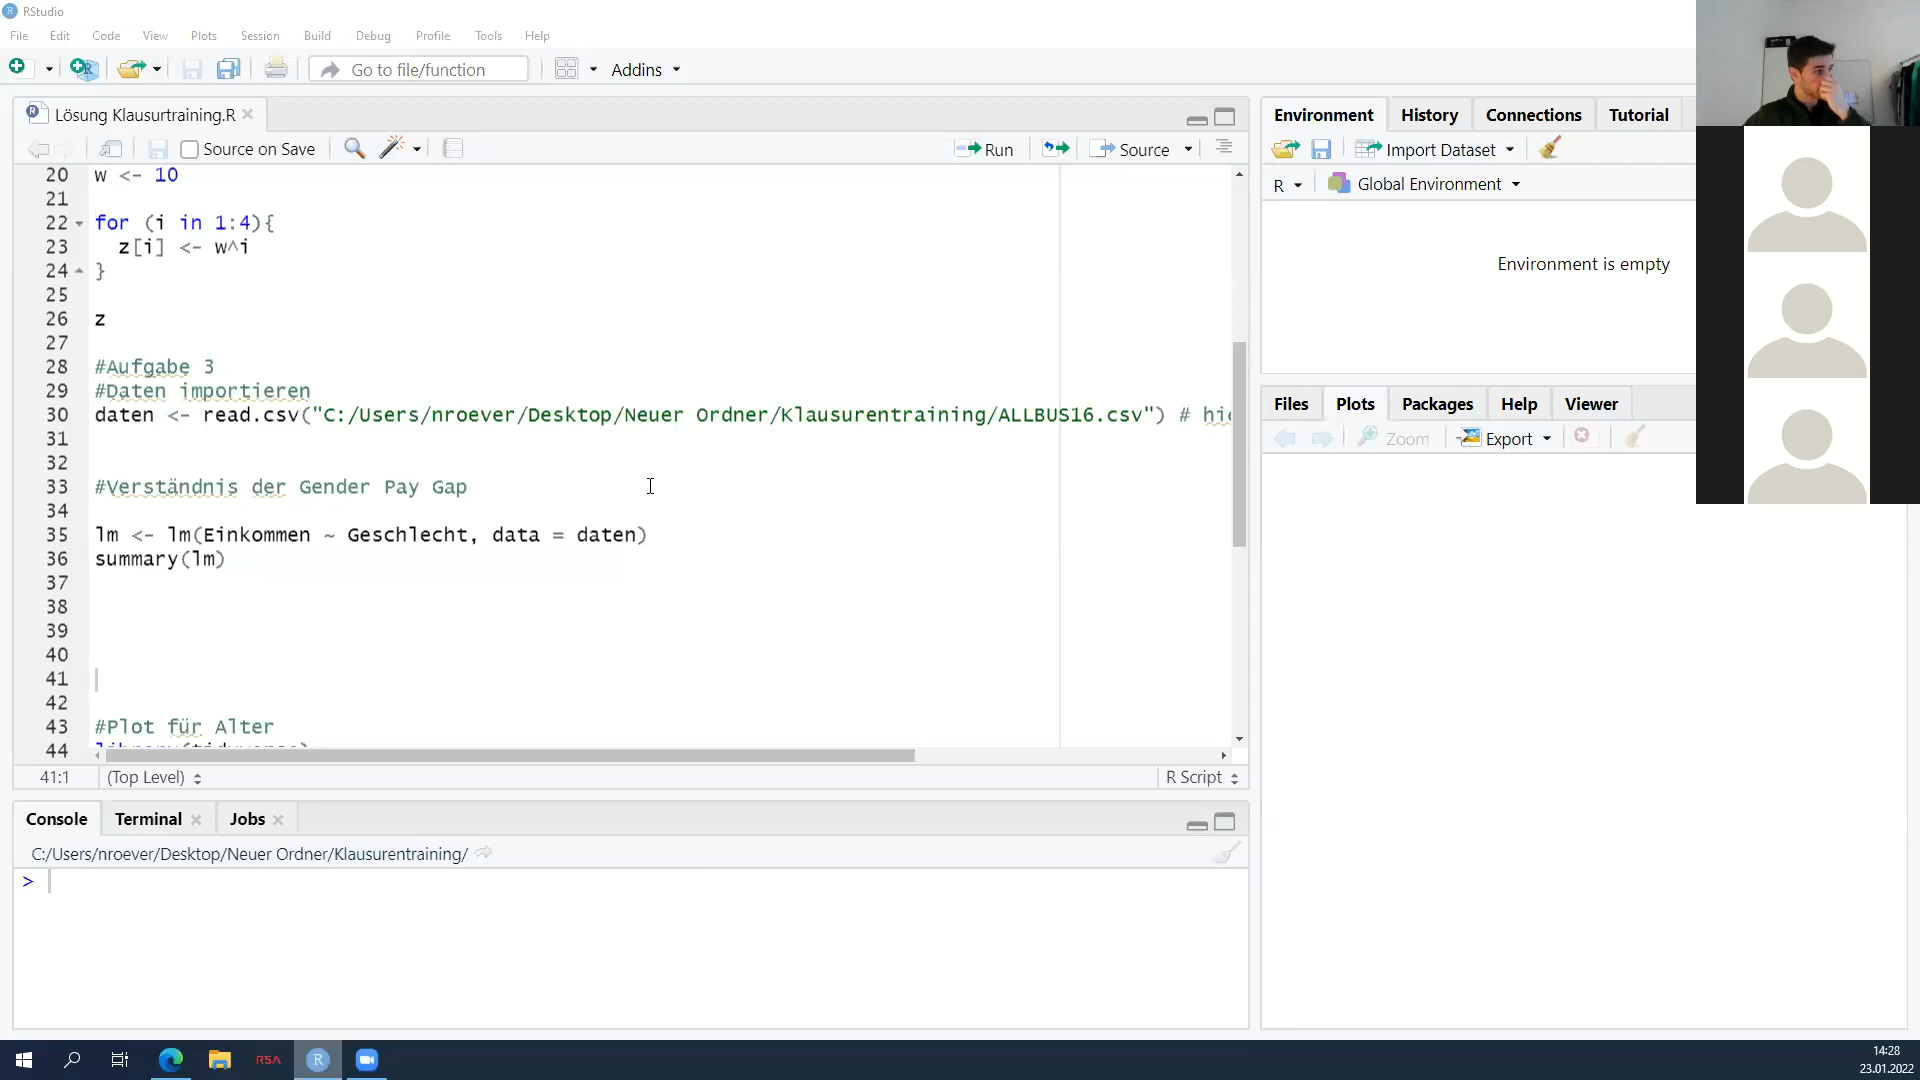 RStudio
File Edit Code View Plots Session Build Debug Profile Tools Help
Go to file/function Addins
Lösung Klausurtraining.R
Source on Save Run Source
20 w <- 10
21
22 for (i in 1:4){
23 z[i] <- w^i
24 }
25
26 z
27
28 #Aufgabe 3
29 #Daten importieren
30 daten <- read.csv("C:/Users/nroever/Desktop/Neuer Ordner/Klausurentraining/ALLBUS16.csv") # hie
31
32
33 #Verständnis der Gender Pay Gap
34
35 lm <- lm(Einkommen ~ Geschlecht, data = daten)
36 summary(lm)
37
38
39
40
41
42
43 #Plot für Alter
44
41:1 (Top Level) R Script
Console Terminal Jobs
C:/Users/nroever/Desktop/Neuer Ordner/Klausurentraining/
>
Environment History Connections Tutorial
Import Dataset
R Global Environment
Environment is empty
Files Plots Packages Help Viewer
Zoom Export
RSA
R
14:28
23.01.2022